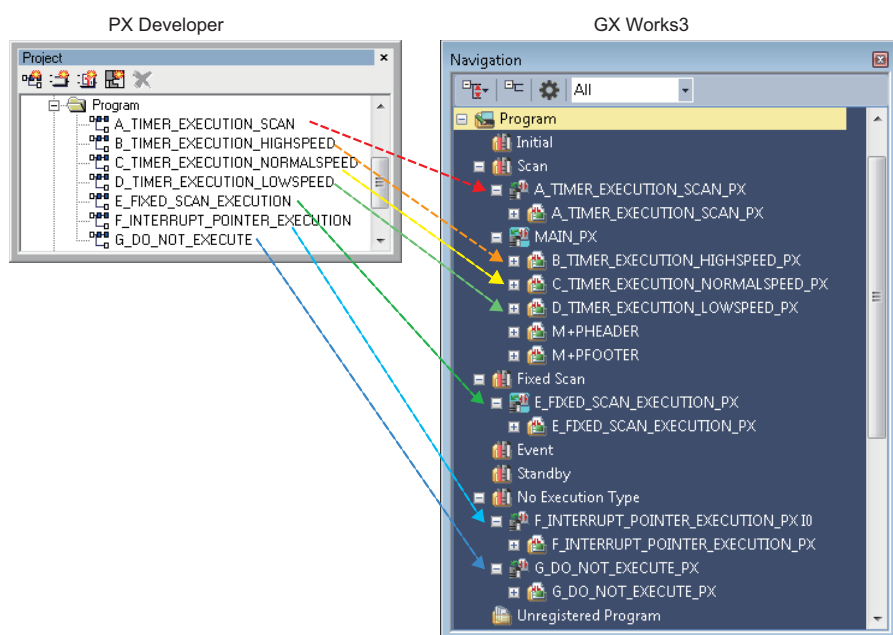 PX Developer
GX Works3
Project
Program
A_TIMER_EXECUTION_SCAN
B_TIMER_EXECUTION_HIGHSPEED
C_TIMER_EXECUTION_NORMALSPEED
D_TIMER_EXECUTION_LOWSPEED
E_FIXED_SCAN_EXECUTION
F_INTERRUPT_POINTER_EXECUTION
G_DO_NOT_EXECUTE
Navigation
All
Program
Initial
Scan
A_TIMER_EXECUTION_SCAN_PX
A_TIMER_EXECUTION_SCAN_PX
MAIN_PX
B_TIMER_EXECUTION_HIGHSPEED_PX
C_TIMER_EXECUTION_NORMALSPEED_PX
D_TIMER_EXECUTION_LOWSPEED_PX
M+PHEADER
M+PFOOTER
Fixed Scan
E_FIXED_SCAN_EXECUTION_PX
E_FIXED_SCAN_EXECUTION_PX
Event
Standby
No Execution Type
F_INTERRUPT_POINTER_EXECUTION_PX I0
F_INTERRUPT_POINTER_EXECUTION_PX
G_DO_NOT_EXECUTE_PX
G_DO_NOT_EXECUTE_PX
Unregistered Program